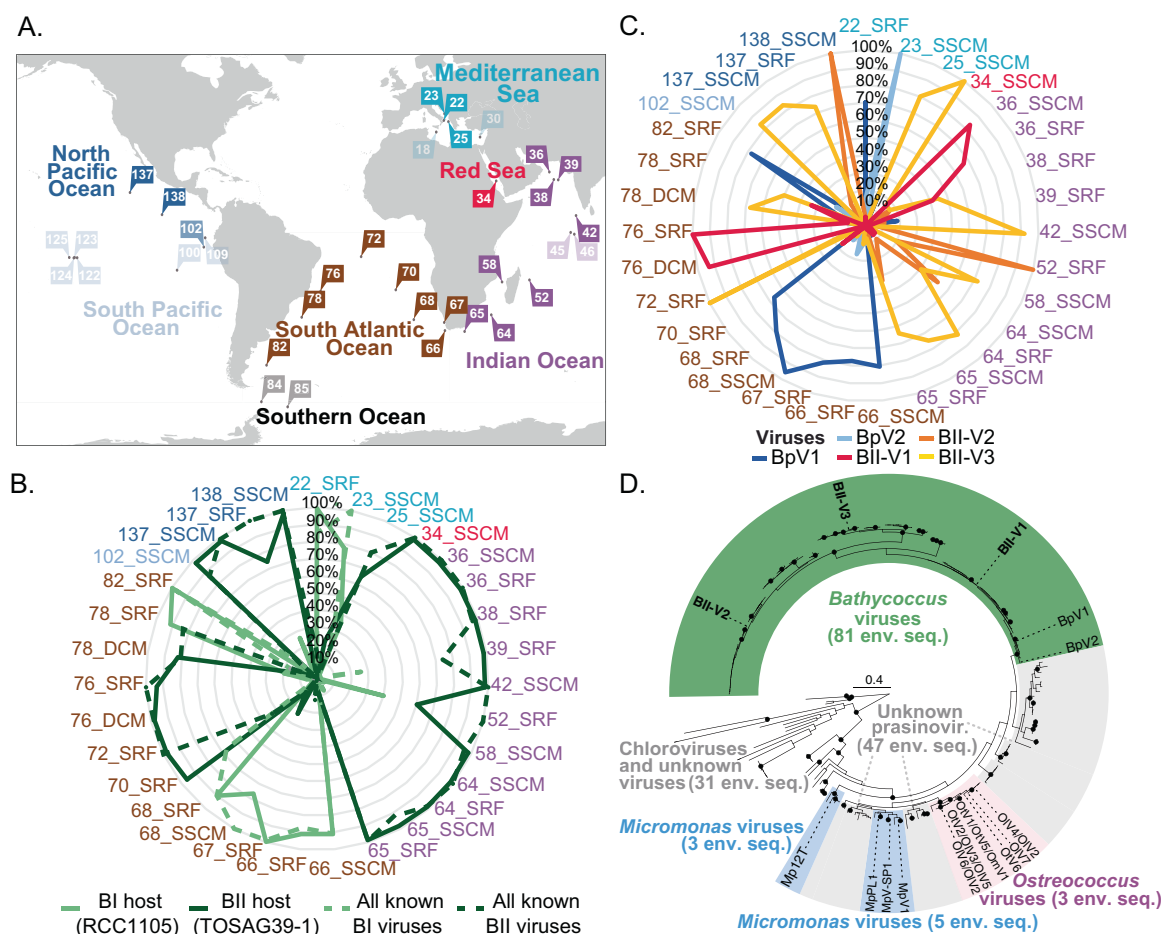 A.
Mediterranean
Sea
23
22
30
18
25
36
39
Red Sea
34
38
North
Pacific
Ocean
137
138
102
125
123
100
109
124
122
42
45
46
72
58
76
70
52
South Pacific
Ocean
78
68
67
65
64
South Atlantic
Ocean
66
Indian Ocean
82
84
85
Southern Ocean
C.
22_SRF
23_SSCM
25_SSCM
34_SSCM
36_SSCM
36_SRF
38_SRF
39_SRF
42_SSCM
52_SRF
58_SSCM
64_SSCM
64_SRF
65_SSCM
65_SRF
66_SSCM
66_SRF
67_SRF
68_SSCM
68_SRF
70_SRF
72_SRF
76_DCM
76_SRF
78_DCM
78_SRF
82_SRF
102_SSCM
137_SSCM
137_SRF
138_SSCM
100%
90%
80%
70%
60%
50%
40%
30%
20%
10%
Viruses
BpV1
BpV2
BII-V1
BII-V2
BII-V3
B.
22_SRF
23_SSCM
25_SSCM
34_SSCM
36_SSCM
36_SRF
38_SRF
39_SRF
42_SSCM
52_SRF
58_SSCM
64_SSCM
64_SRF
65_SSCM
65_SRF
66_SSCM
66_SRF
67_SRF
68_SSCM
68_SRF
70_SRF
72_SRF
76_DCM
76_SRF
78_DCM
78_SRF
82_SRF
102_SSCM
137_SSCM
137_SRF
138_SSCM
100%
90%
80%
70%
60%
50%
40%
30%
20%
10%
BI host
(RCC1105)
BII host
(TOSAG39-1)
All known
BI viruses
All known
BII viruses
D.
BII-V3
BII-V1
BII-V2
Bathycoccus
viruses
(81 env. seq.)
BpV1
BpV2
0.4
Unknown
prasinovir.
(47 env. seq.)
Chloroviruses
and unknown
viruses (31 env. seq.)
Micromonas viruses
(3 env. seq.)
Mp12T
MpPL1
MpV-SP1
MpV1
OlV6/OtV2
OlV2/OlV3/OlV5
OlV1/OtV5/OmV1
OtV6
OlV7
OlV4/OtV2
Ostreococcus
viruses (3 env. seq.)
Micromonas viruses (5 env. seq.)